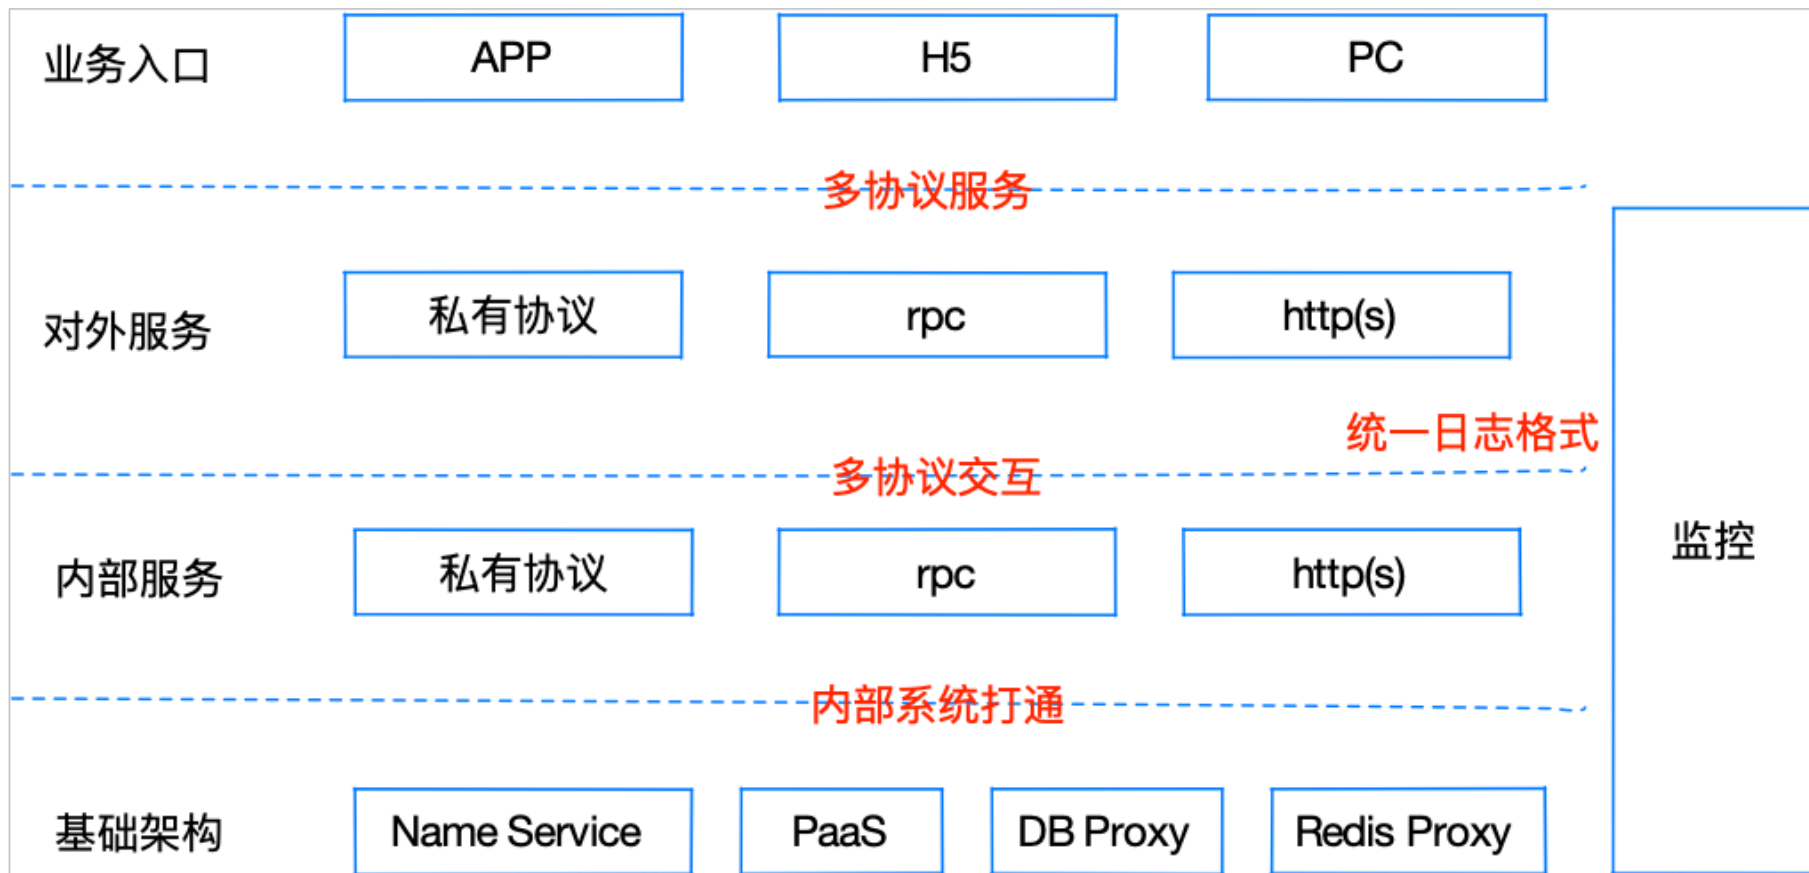 业务入口
APP
H5
PC
多协议服务
对外服务
私有协议
rpc
http(s)
统一日志格式
多协议交互
监控
内部服务
私有协议
rpc
http(s)
内部系统打通
基础架构
Name Service
PaaS
DB Proxy
Redis Proxy